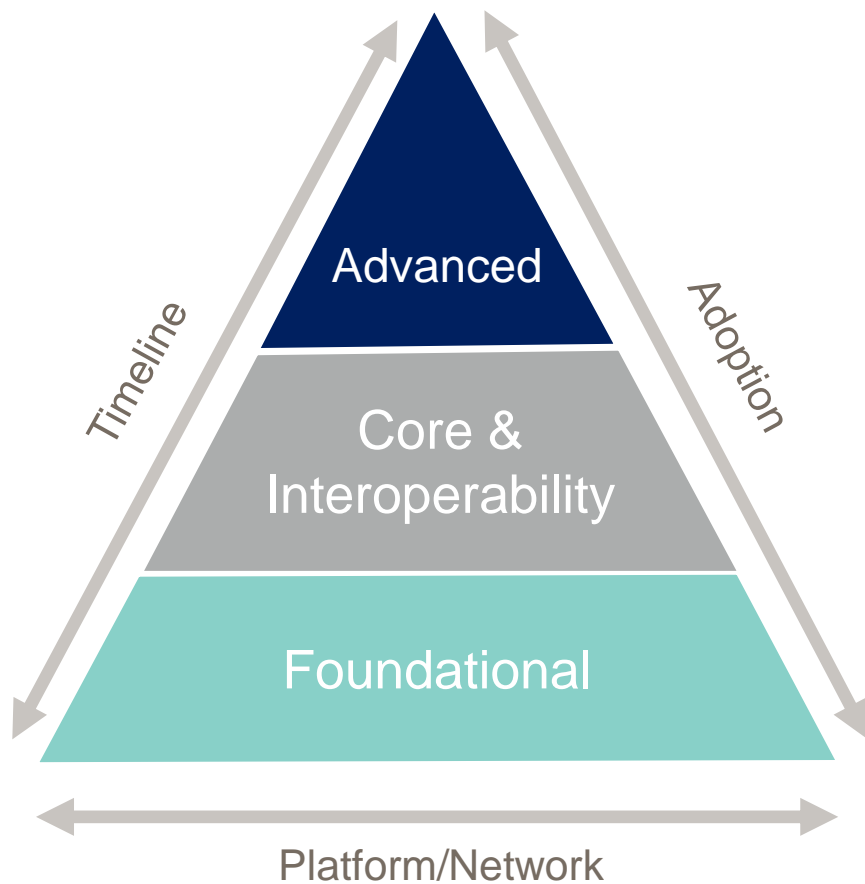 Advanced
Timeline
Adoption
Core &
Interoperability
Foundational
Platform/Network